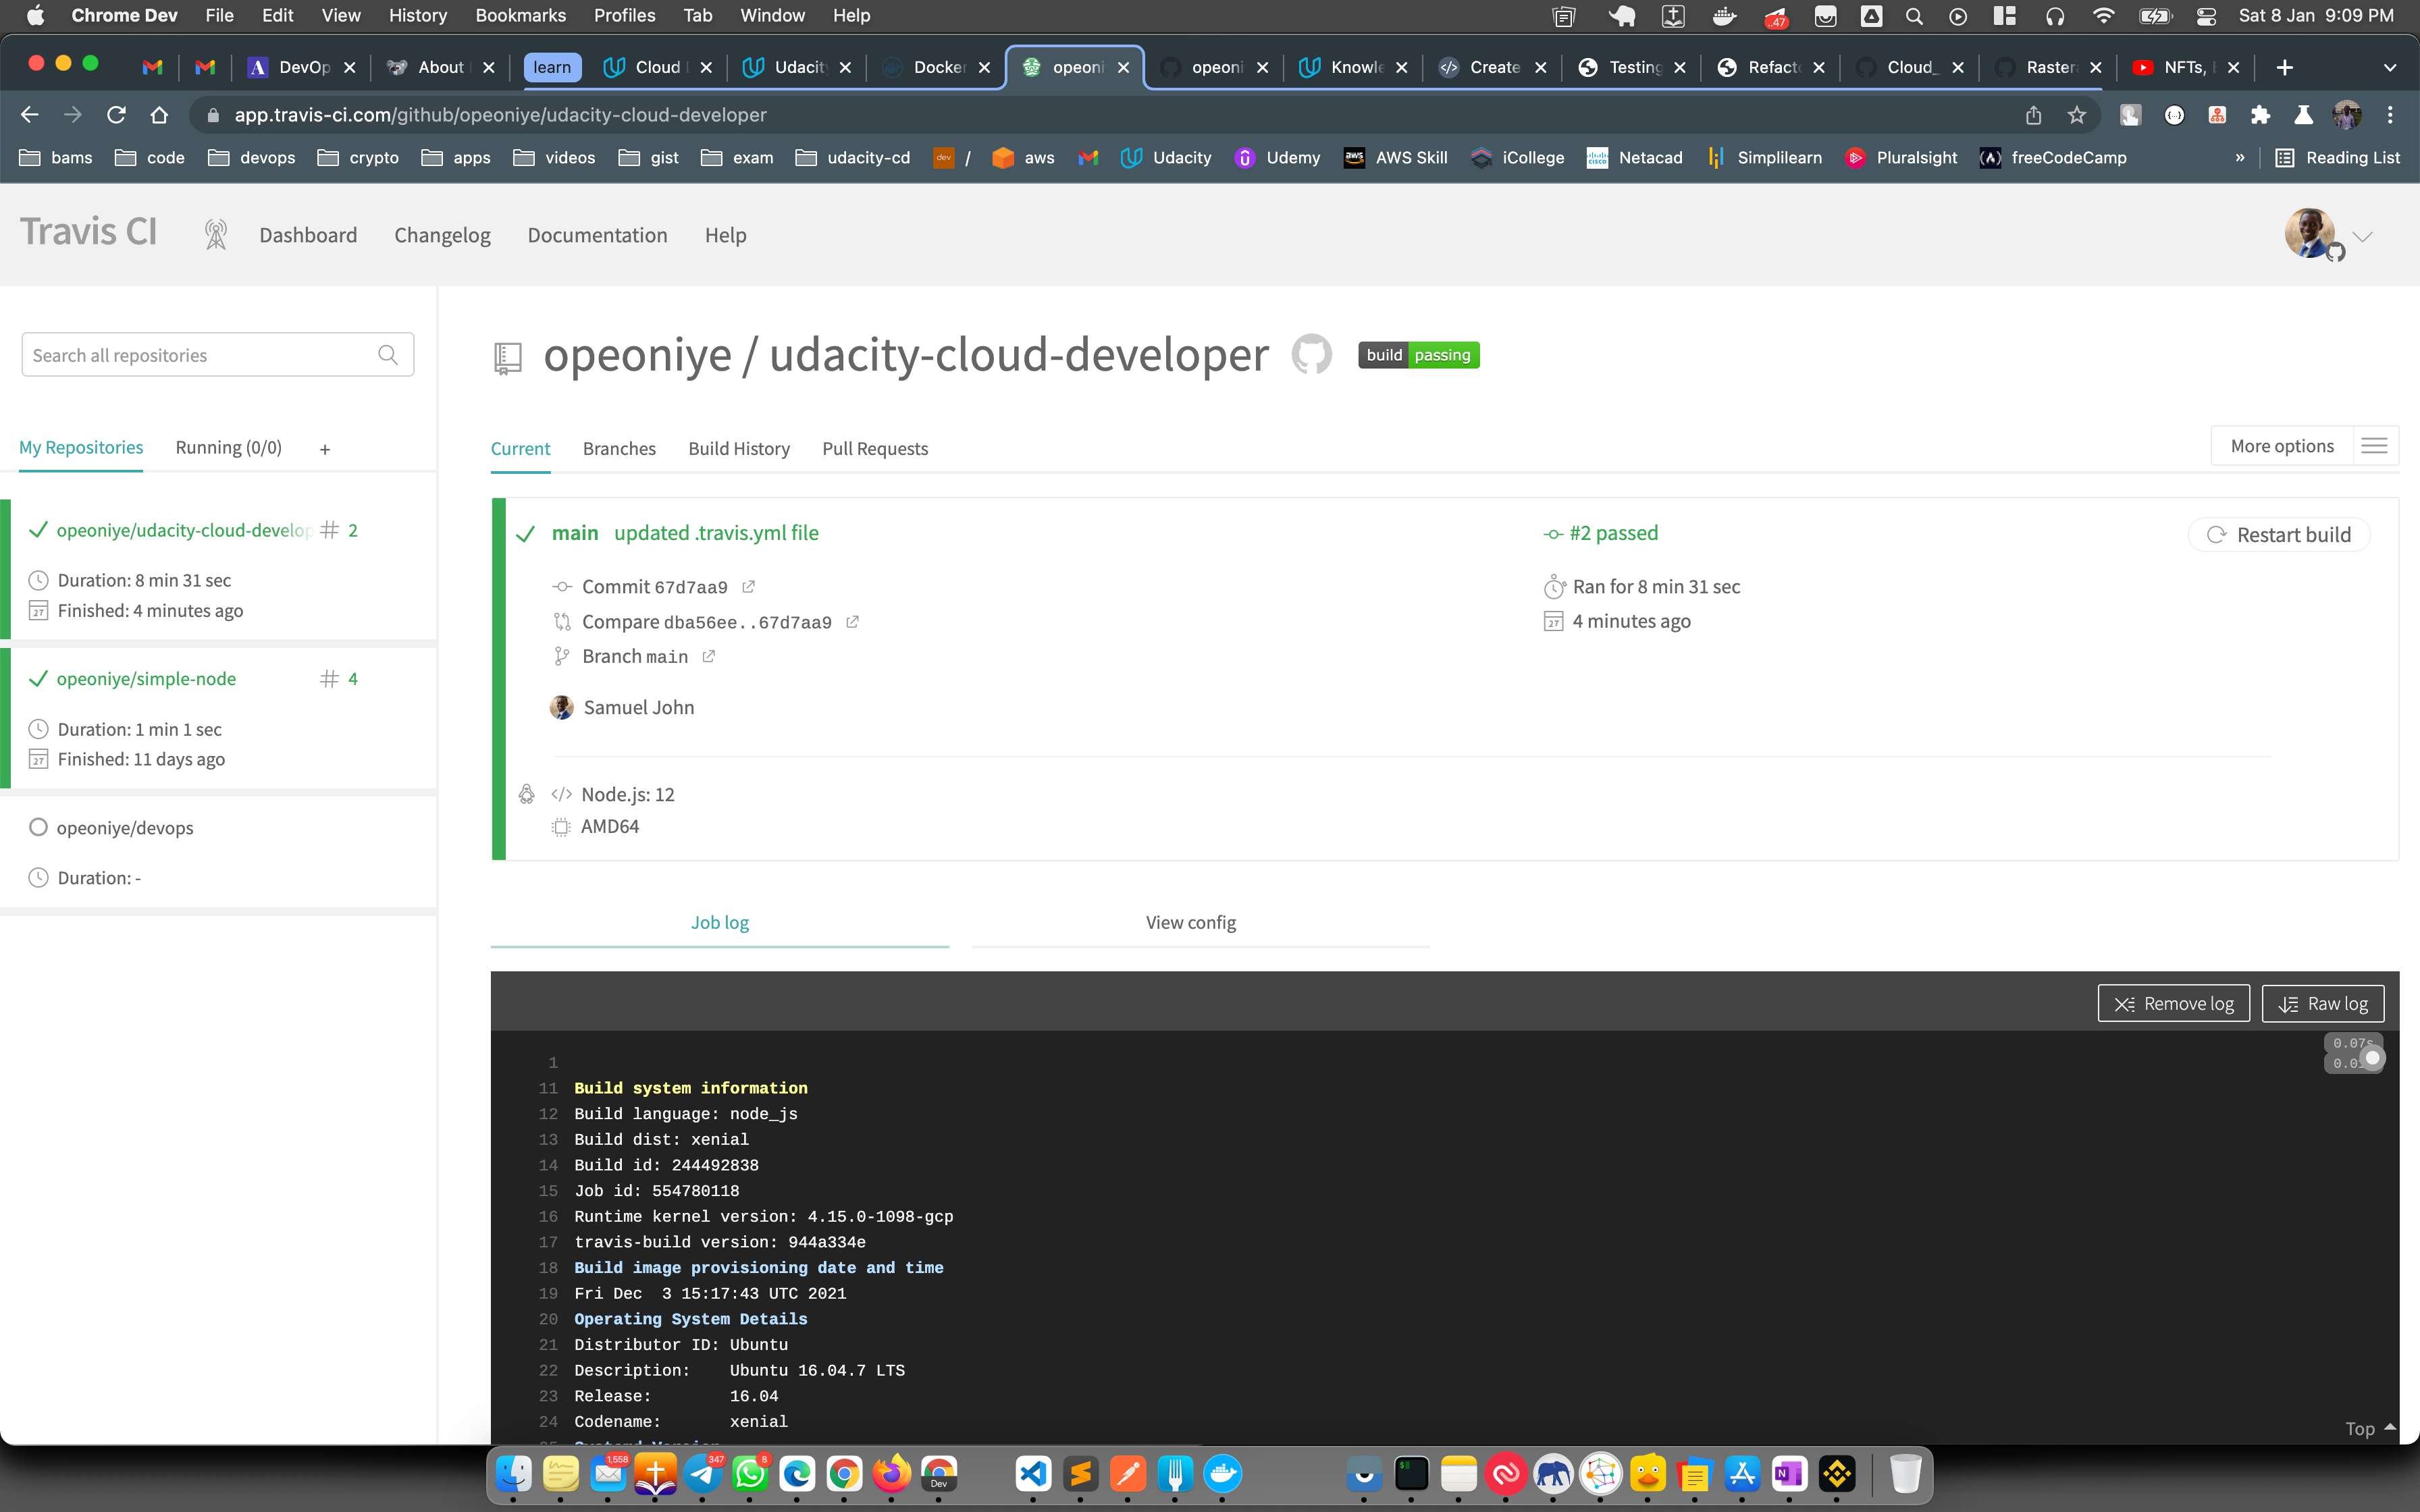 Chrome Dev File Edit View History Bookmarks Profiles Tab Window Help
47
Sat 8 Jan 9:09 PM
DevOp
About
learn
Cloud
Udacit
Docker
opeoni
opeoni
Knowle
Create
Testing
Refact
Cloud_
Raster
NFTs,
app.travis-ci.com/github/opeoniye/udacity-cloud-developer
bams code devops crypto apps videos gist exam udacity-cd / aws Udacity Udemy AWS Skill iCollege Netacad Simplilearn Pluralsight freeCodeCamp » Reading List
Travis CI Dashboard Changelog Documentation Help
Search all repositories
My Repositories Running (0/0) +
opeoniye/udacity-cloud-develop # 2
Duration: 8 min 31 sec
Finished: 4 minutes ago
opeoniye/simple-node # 4
Duration: 1 min 1 sec
Finished: 11 days ago
opeoniye/devops
Duration: -
opeoniye / udacity-cloud-developer build passing
Current Branches Build History Pull Requests More options
main updated .travis.yml file
#2 passed
Restart build
Commit 67d7aa9
Ran for 8 min 31 sec
Compare dba56ee..67d7aa9
4 minutes ago
Branch main
Samuel John
</> Node.js: 12
AMD64
Job log View config
Remove log Raw log
0.07s
1
11 Build system information
12 Build language: node_js
13 Build dist: xenial
14 Build id: 244492838
15 Job id: 554780118
16 Runtime kernel version: 4.15.0-1098-gcp
17 travis-build version: 944a334e
18 Build image provisioning date and time
19 Fri Dec  3 15:17:43 UTC 2021
20 Operating System Details
21 Distributor ID: Ubuntu
22 Description:    Ubuntu 16.04.7 LTS
23 Release:        16.04
24 Codename:       xenial
Top
1,558
347
8
Dev